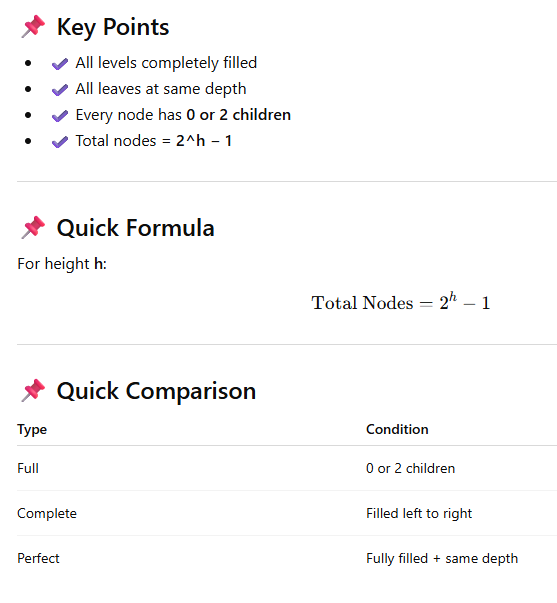 📌 Key Points
• ✔ All levels completely filled
• ✔ All leaves at same depth
• ✔ Every node has 0 or 2 children
• ✔ Total nodes = 2^h − 1
📌 Quick Formula
For height h:
Total Nodes = 2^h − 1
📌 Quick Comparison
Type Condition
Full 0 or 2 children
Complete Filled left to right
Perfect Fully filled + same depth